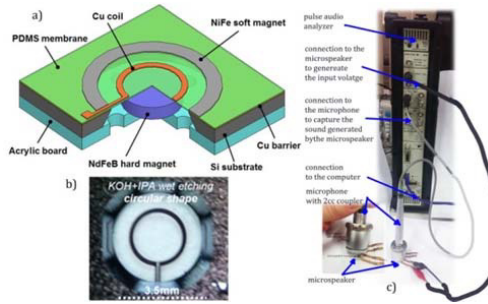 a)
Cu coil
NiFe soft magnet
PDMS membrane
Acrylic board
NdFeB hard magnet
Si substrate
Cu barrier
b)
KOH+IPA wet etching
circular shape
3.5mm
pulse audio
analyzer
connection to the
microspeaker
to genereate
the input volatge
connection to
the microphone
to capture the
sound generated
bythe microspeaker
connection
to the computer
microphone
with 2cc coupler
microspeaker
c)